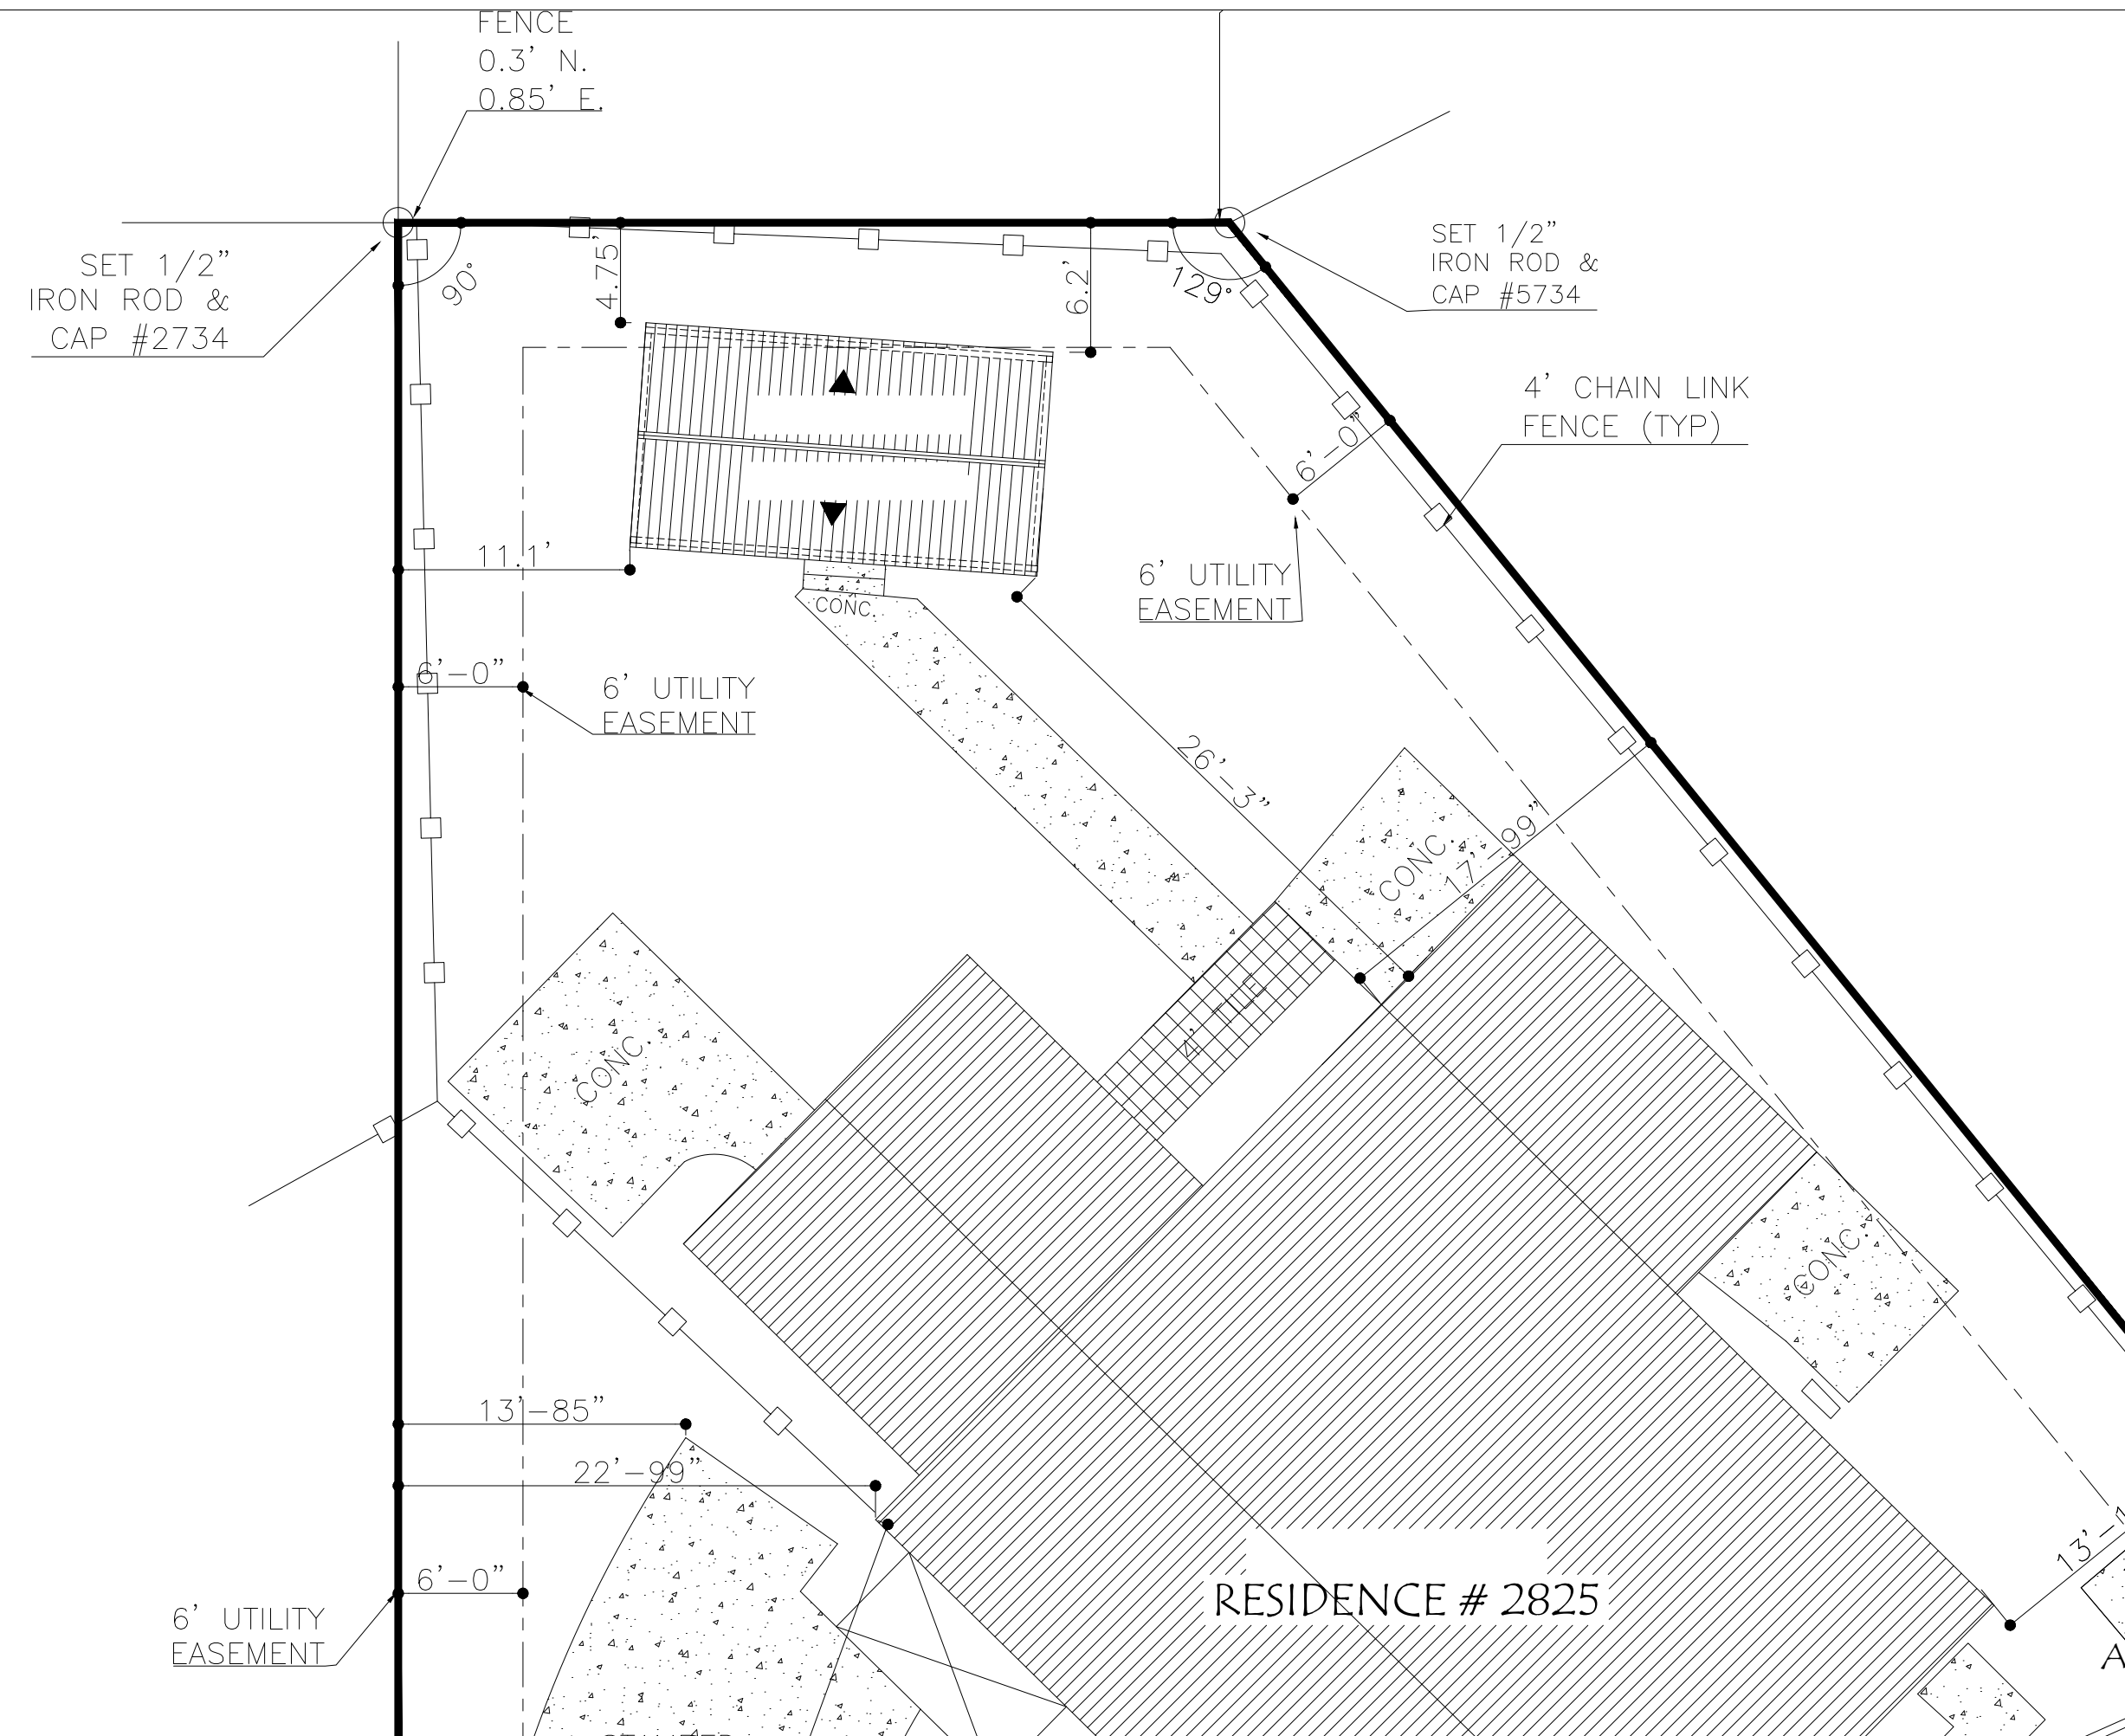 FENCE
0.3' N.
0.85' E.
SET 1/2"
IRON ROD &
CAP #2734
90°
4.75'
6.2'
129°
SET 1/2"
IRON ROD &
CAP #5734
4' CHAIN LINK
FENCE (TYP)
6'-0"
11.1'
6' UTILITY
EASEMENT
CONC.
6'-0"
6' UTILITY
EASEMENT
26'-3"
17'-99"
CONC.
4' TILE
CONC.
CONC.
13'-85"
22'-99"
6'-0"
6' UTILITY
EASEMENT
RESIDENCE # 2825
13'-
A